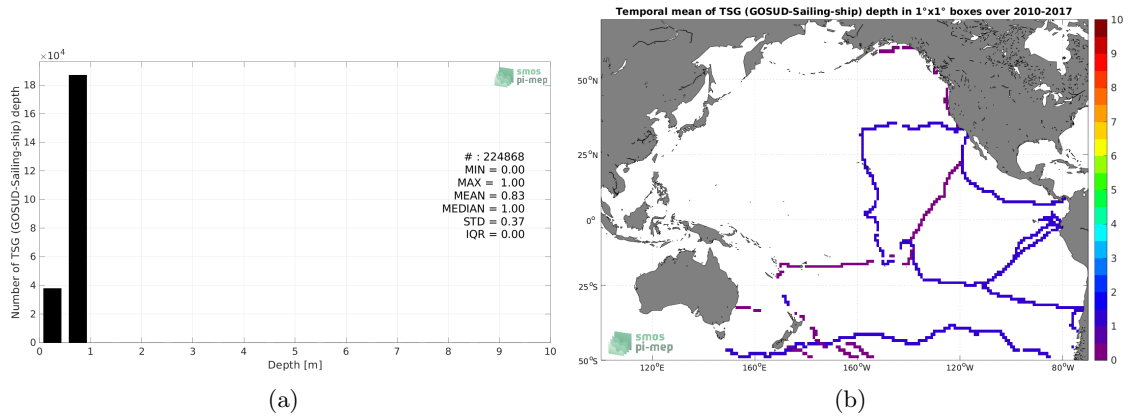 ×10⁴
18
16
14
12
10
8
6
4
2
0
Number of TSG (GOSUD-Sailing-ship) depth
smos
pi-mep
# : 224868
MIN = 0.00
MAX = 1.00
MEAN = 0.83
MEDIAN = 1.00
STD = 0.37
IQR = 0.00
0 1 2 3 4 5 6 7 8 9 10
Depth [m]
(a)
Temporal mean of TSG (GOSUD-Sailing-ship) depth in 1°x1° boxes over 2010-2017
50°N
25°N
0°
25°S
50°S
120°E 160°E 160°W 120°W 80°W
smos
pi-mep
10
9
8
7
6
5
4
3
2
1
0
(b)